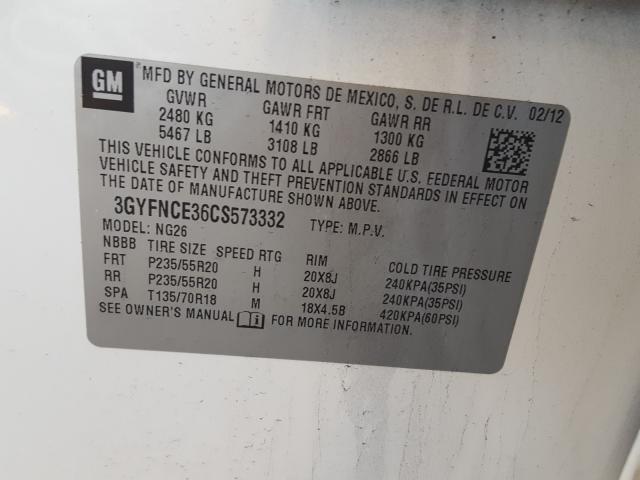 GM
MFD BY GENERAL MOTORS DE MEXICO, S. DE R.L. DE C.V. 02/12
GVWR GAWR FRT GAWR RR
2480 KG 1410 KG 1300 KG
5467 LB 3108 LB 2866 LB
THIS VEHICLE CONFORMS TO ALL APPLICABLE U.S. FEDERAL MOTOR
VEHICLE SAFETY AND THEFT PREVENTION STANDARDS IN EFFECT ON
THE DATE OF MANUFACTURE SHOWN ABOVE.
3GYFNCE36CS573332 TYPE: M.P.V.
MODEL: NG26
NBBB TIRE SIZE SPEED RTG RIM COLD TIRE PRESSURE
FRT P235/55R20 H 20X8J 240KPA(35PSI)
RR P235/55R20 H 20X8J 240KPA(35PSI)
SPA T135/70R18 M 18X4.5B 420KPA(60PSI)
SEE OWNER'S MANUAL i FOR MORE INFORMATION.